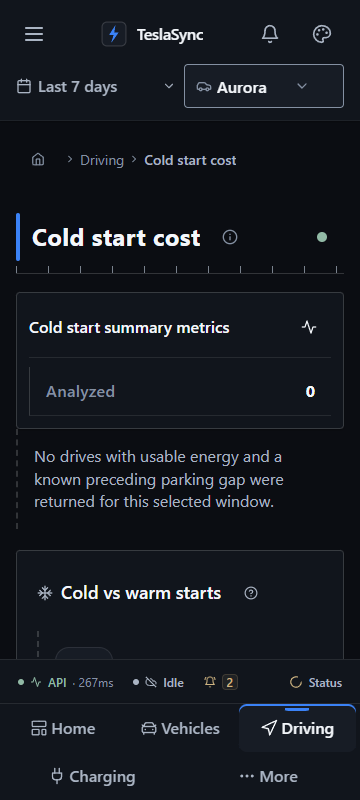 TeslaSync
Last 7 days
Aurora
Driving
Cold start cost
Cold start cost
Cold start summary metrics
Analyzed 0
No drives with usable energy and a
known preceding parking gap were
returned for this selected window.
Cold vs warm starts
API · 267ms Idle 2 Status
Home Vehicles Driving
Charging More